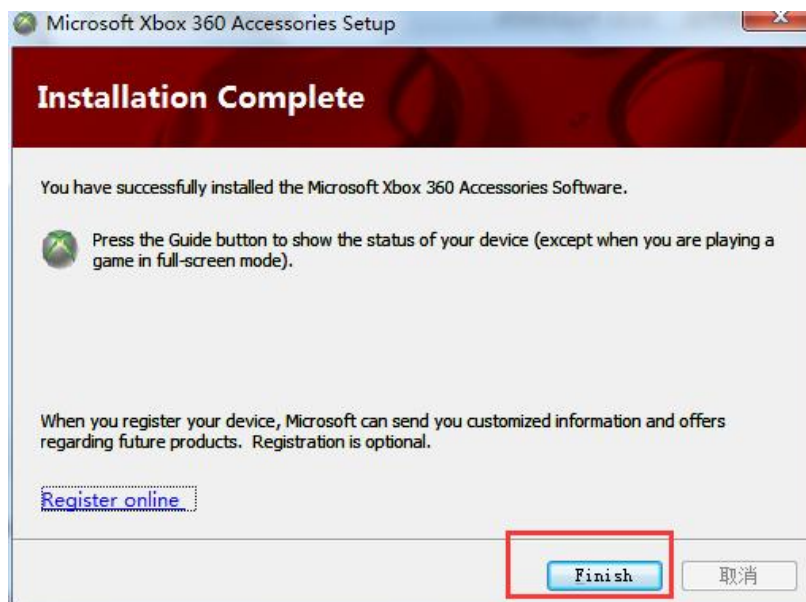 Microsoft Xbox 360 Accessories Setup
Installation Complete
You have successfully installed the Microsoft Xbox 360 Accessories Software.
Press the Guide button to show the status of your device (except when you are playing a
game in full-screen mode).
When you register your device, Microsoft can send you customized information and offers
regarding future products. Registration is optional.
Register online
Finish
取消